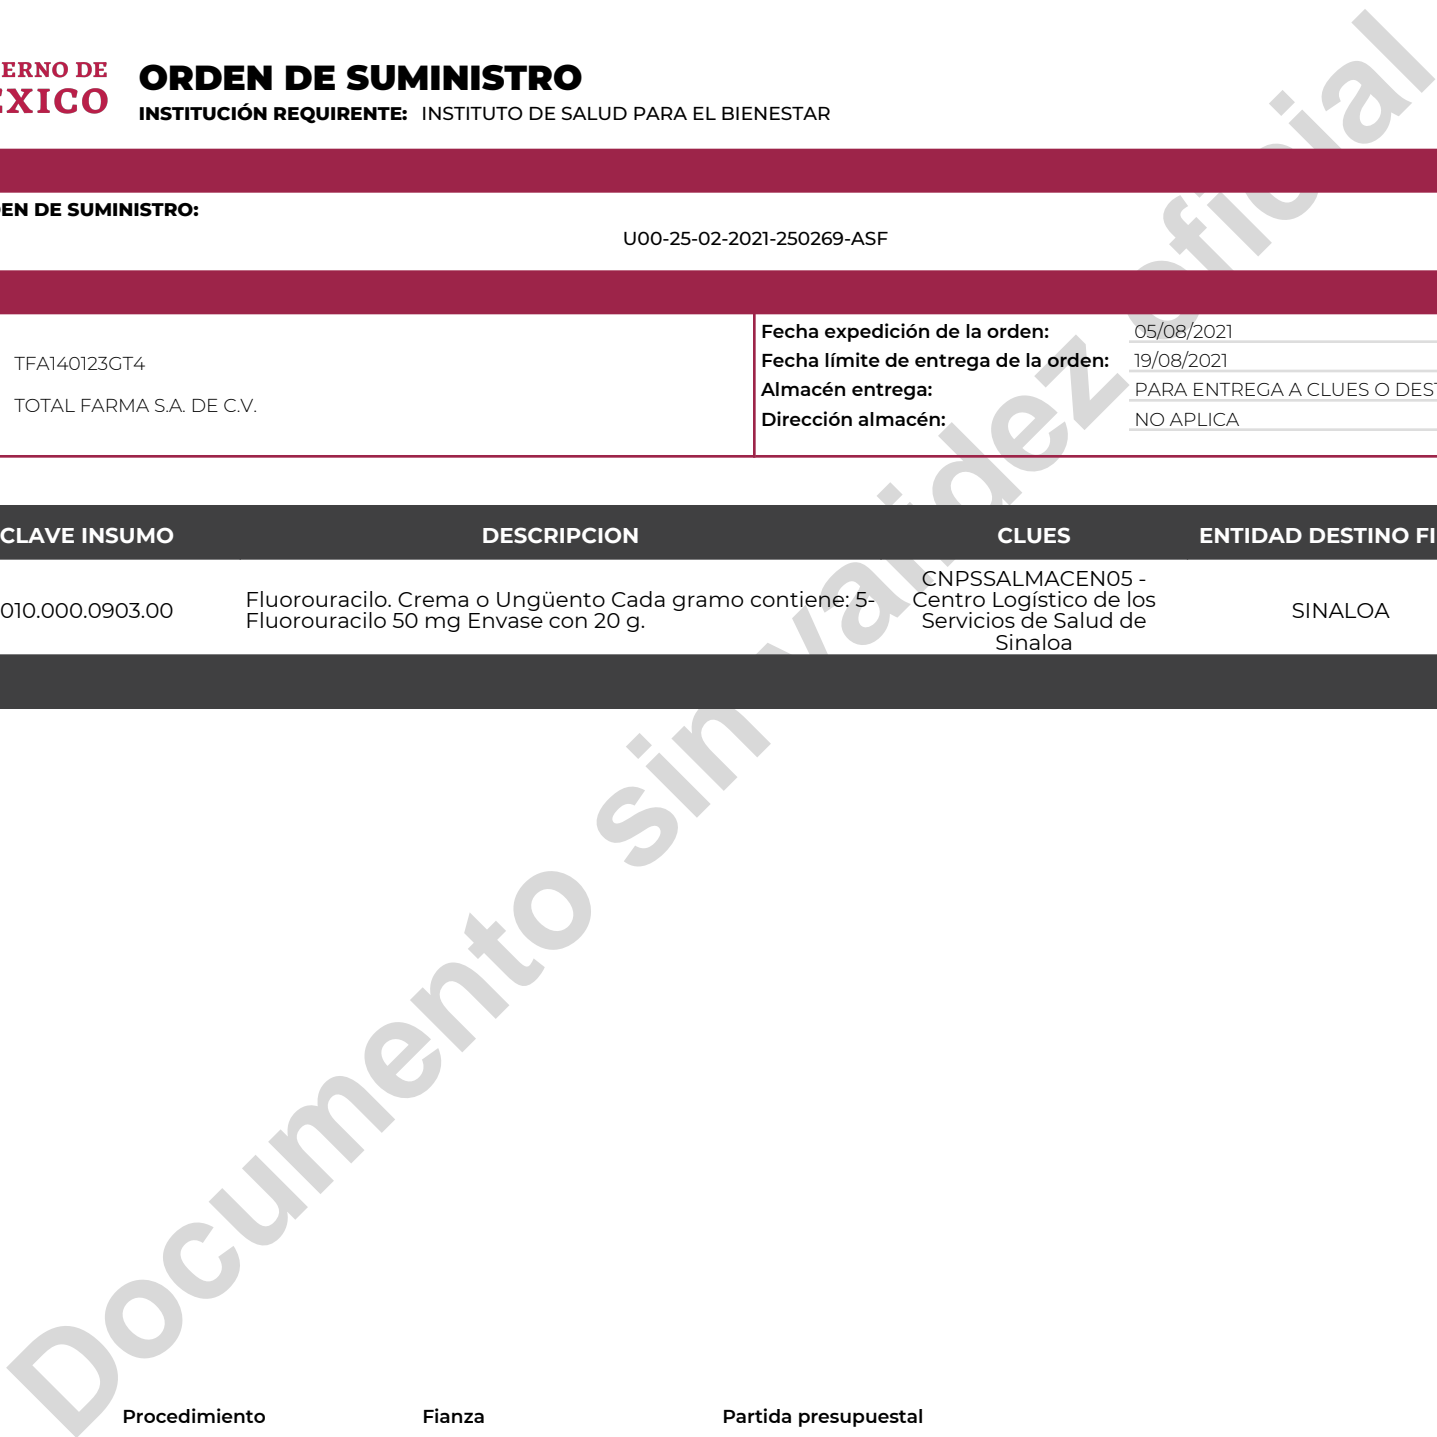 ERNO DE
EXICO
ORDEN DE SUMINISTRO
INSTITUCIÓN REQUIRENTE: INSTITUTO DE SALUD PARA EL BIENESTAR
EN DE SUMINISTRO:
U00-25-02-2021-250269-ASF
TFA140123GT4
TOTAL FARMA S.A. DE C.V.
Fecha expedición de la orden: 05/08/2021
Fecha límite de entrega de la orden: 19/08/2021
Almacén entrega: PARA ENTREGA A CLUES O DEST
Dirección almacén: NO APLICA
CLAVE INSUMO DESCRIPCION CLUES ENTIDAD DESTINO FI
010.000.0903.00
Fluorouracilo. Crema o Ungüento Cada gramo contiene: 5-
Fluorouracilo 50 mg Envase con 20 g.
CNPSSALMACEN05 -
Centro Logístico de los
Servicios de Salud de
Sinaloa
SINALOA
Documento sin validez oficial
Procedimiento Fianza Partida presupuestal